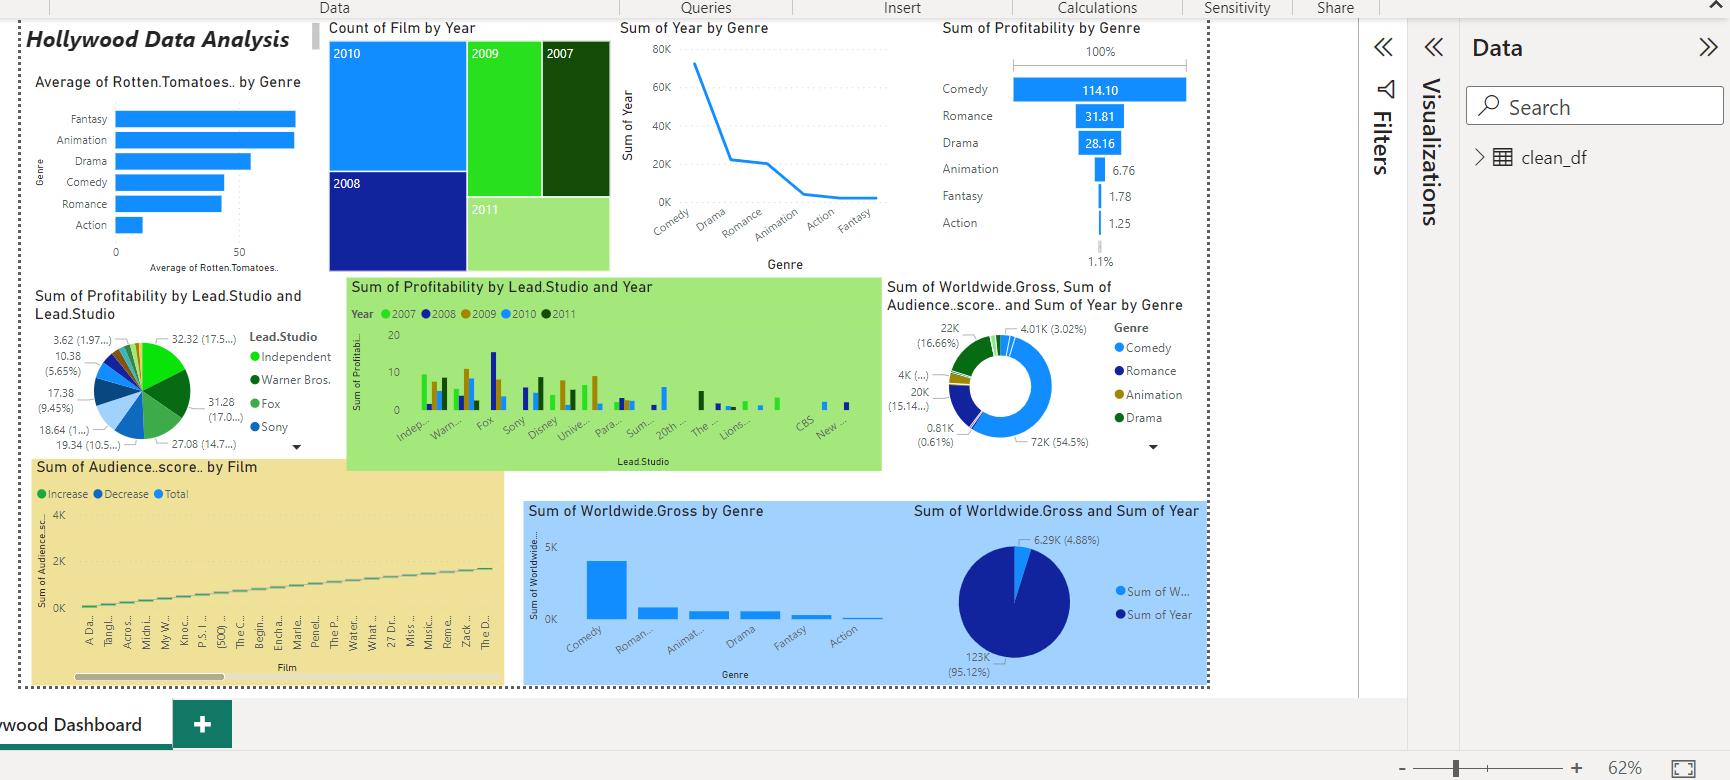 Data
Queries
Insert
Calculations
Sensitivity
Share
Hollywood Data Analysis
Average of Rotten.Tomatoes.. by Genre
Genre
Fantasy
Animation
Drama
Comedy
Romance
Action
0
50
Average of Rotten.Tomatoes..
Count of Film by Year
2010
2009
2007
2008
2011
Sum of Year by Genre
Sum of Year
80K
60K
40K
20K
0K
Comedy
Drama
Romance
Animation
Action
Fantasy
Genre
Sum of Profitability by Genre
100%
Comedy
114.10
Romance
31.81
Drama
28.16
Animation
6.76
Fantasy
1.78
Action
1.25
1.1%
Sum of Profitability by Lead.Studio and
Lead.Studio
3.62 (1.97...)
10.38
(5.65%)
17.38
(9.45%)
18.64 (1...)
19.34 (10.5...)
32.32 (17.5...)
31.28
(17.0...)
27.08 (14.7...)
Lead.Studio
Independent
Warner Bros.
Fox
Sony
Sum of Profitability by Lead.Studio and Year
Year
2007
2008
2009
2010
2011
Sum of Profitabi...
20
10
0
Indep...
Warn...
Fox
Sony
Disney
Unive...
Para...
Sum...
20th ...
The ...
Lions...
CBS
New ...
Lead.Studio
Sum of Worldwide.Gross, Sum of
Audience..score.. and Sum of Year by Genre
22K
(16.66%)
4K (...)
20K
(15.14...)
0.81K
(0.61%)
4.01K (3.02%)
72K (54.5%)
Genre
Comedy
Romance
Animation
Drama
Sum of Audience..score.. by Film
Increase
Decrease
Total
Sum of Audience..sc...
4K
2K
0K
A Da...
Tangl...
Acros...
Midni...
My W...
Knoc...
P.S. I ...
(500) ...
The C...
Begin...
Encha...
Marle...
Penel...
The P...
Water...
What ...
27 Dr...
Miss ...
Music...
Reme...
Zack ...
The D...
Film
Sum of Worldwide.Gross by Genre
Sum of Worldwide....
5K
0K
Comedy
Roman...
Animat...
Drama
Fantasy
Action
Genre
Sum of Worldwide.Gross and Sum of Year
6.29K (4.88%)
123K
(95.12%)
Sum of W...
Sum of Year
Filters
Visualizations
Data
Search
clean_df
ywood Dashboard
+
-
+
62%